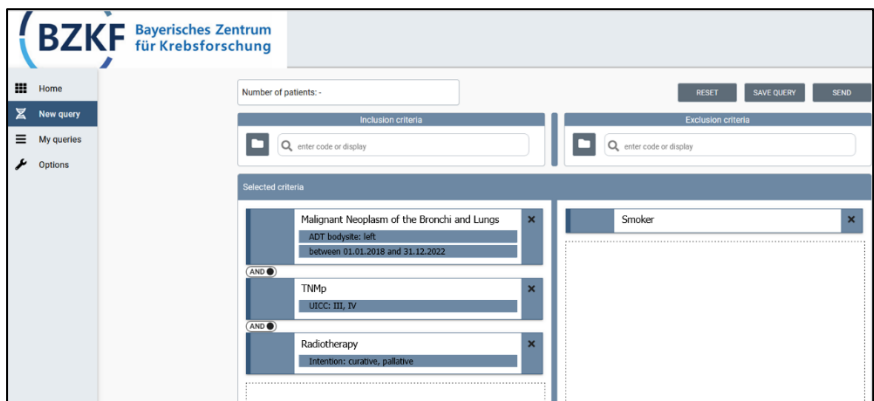 BZKF Bayerisches Zentrum
für Krebsforschung
Home
New query
My queries
Options
Number of patients: -
RESET SAVE QUERY SEND
Inclusion criteria
Exclusion criteria
enter code or display
enter code or display
Selected criteria
Malignant Neoplasm of the Bronchi and Lungs
ADT bodysite: left
between 01.01.2018 and 31.12.2022
AND
TNMp
UICC: III, IV
AND
Radiotherapy
Intention: curative, pallative
Smoker